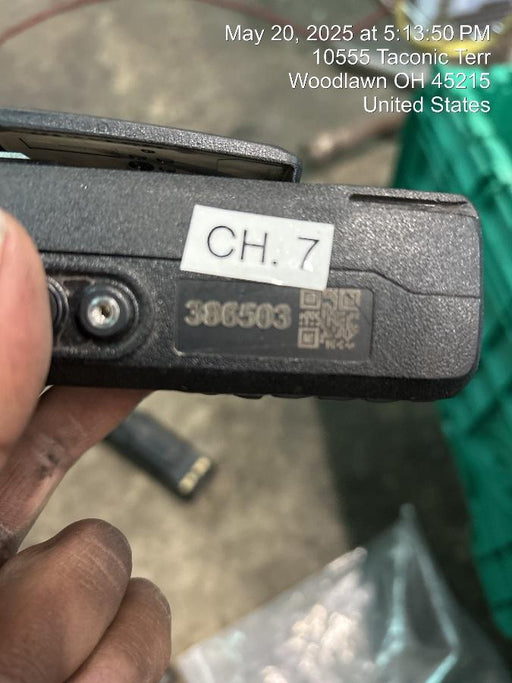 May 20, 2025 at 5:13:50 PM
10555 Taconic Terr
Woodlawn OH 45215
United States
CH. 7
386503